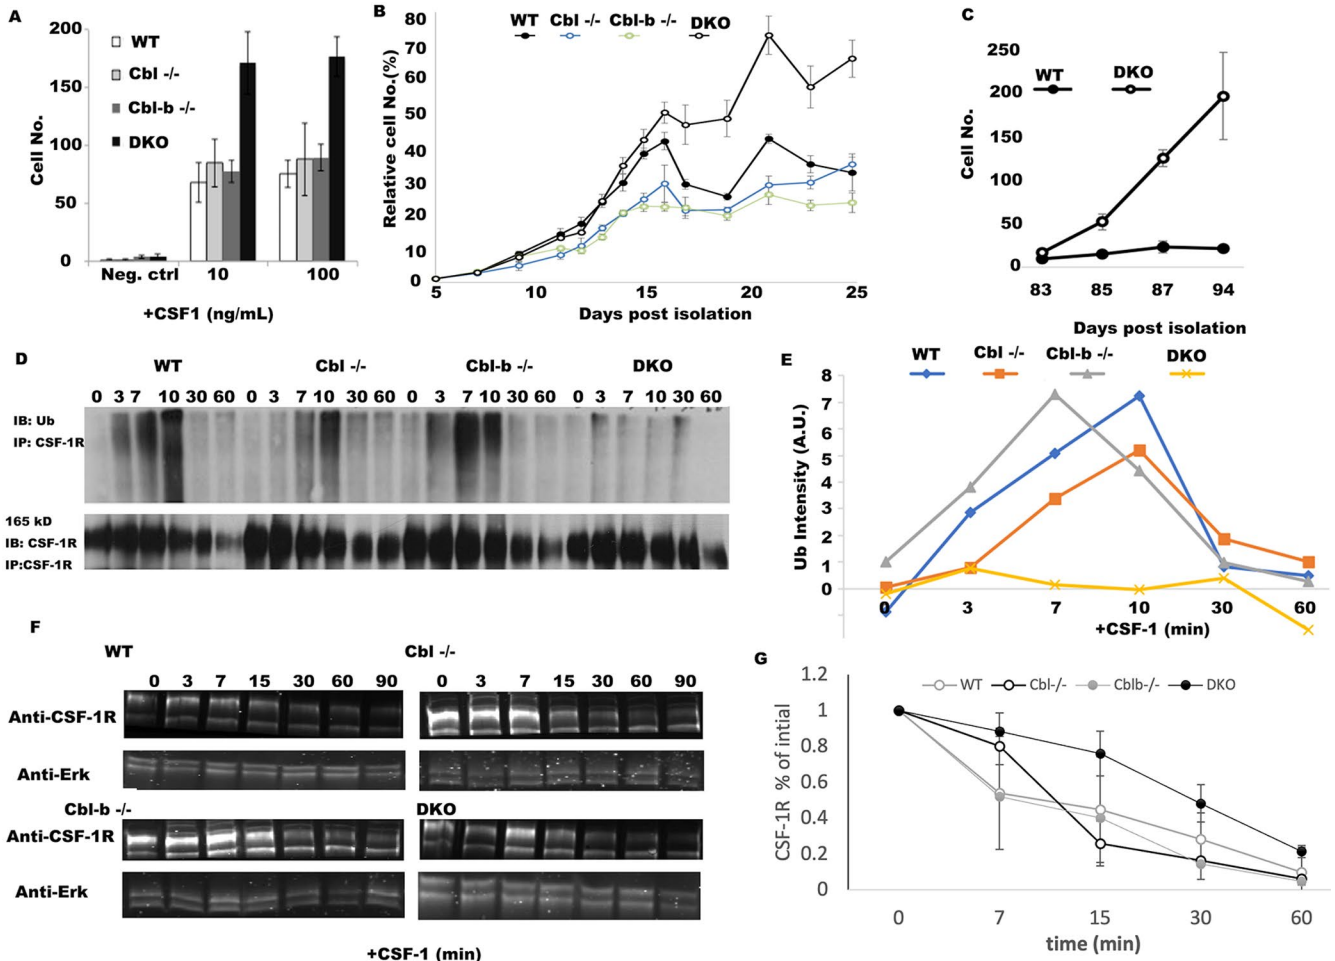 A
Cell No.
200
150
100
50
0
WT
Cbl -/-
Cbl-b -/-
DKO
Neg. ctrl 10 100
+CSF1 (ng/mL)
B
Relative cell No.(%)
80
70
60
50
40
30
20
10
0
WT Cbl -/- Cbl-b -/- DKO
5 10 15 20 25
Days post isolation
C
Cell No.
250
200
150
100
50
0
WT DKO
83 85 87 94
Days post isolation
D
WT Cbl -/- Cbl-b -/- DKO
0 3 7 10 30 60 0 3 7 10 30 60 0 3 7 10 30 60 0 3 7 10 30 60
IB: Ub
IP: CSF-1R
165 kD
IB: CSF-1R
IP:CSF-1R
E
WT Cbl -/- Cbl-b -/- DKO
Ub Intensity (A.U.)
8
7
6
5
4
3
2
1
0
0 3 7 10 30 60
+CSF-1 (min)
F
WT Cbl -/-
0 3 7 15 30 60 90 0 3 7 15 30 60 90
Anti-CSF-1R
Anti-Erk
Cbl-b -/- DKO
Anti-CSF-1R
Anti-Erk
+CSF-1 (min)
G
CSF-1R % of intial
1.2
1
0.8
0.6
0.4
0.2
0
WT Cbl-/- Cblb-/- DKO
0 7 15 30 60
time (min)